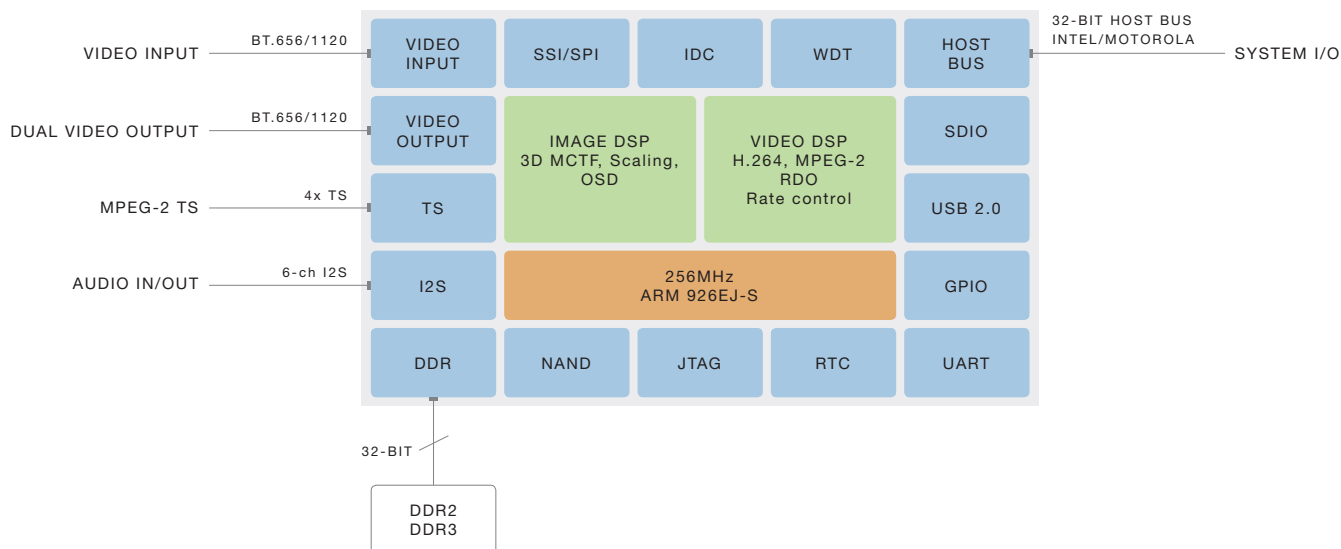 VIDEO INPUT
BT.656/1120
VIDEO
INPUT
SSI/SPI
IDC
WDT
HOST
BUS
32-BIT HOST BUS
INTEL/MOTOROLA
SYSTEM I/O
DUAL VIDEO OUTPUT
BT.656/1120
VIDEO
OUTPUT
IMAGE DSP
3D MCTF, Scaling,
OSD
VIDEO DSP
H.264, MPEG-2
RDO
Rate control
SDIO
MPEG-2 TS
4x TS
TS
USB 2.0
AUDIO IN/OUT
6-ch I2S
I2S
256MHz
ARM 926EJ-S
GPIO
DDR
NAND
JTAG
RTC
UART
32-BIT
DDR2
DDR3